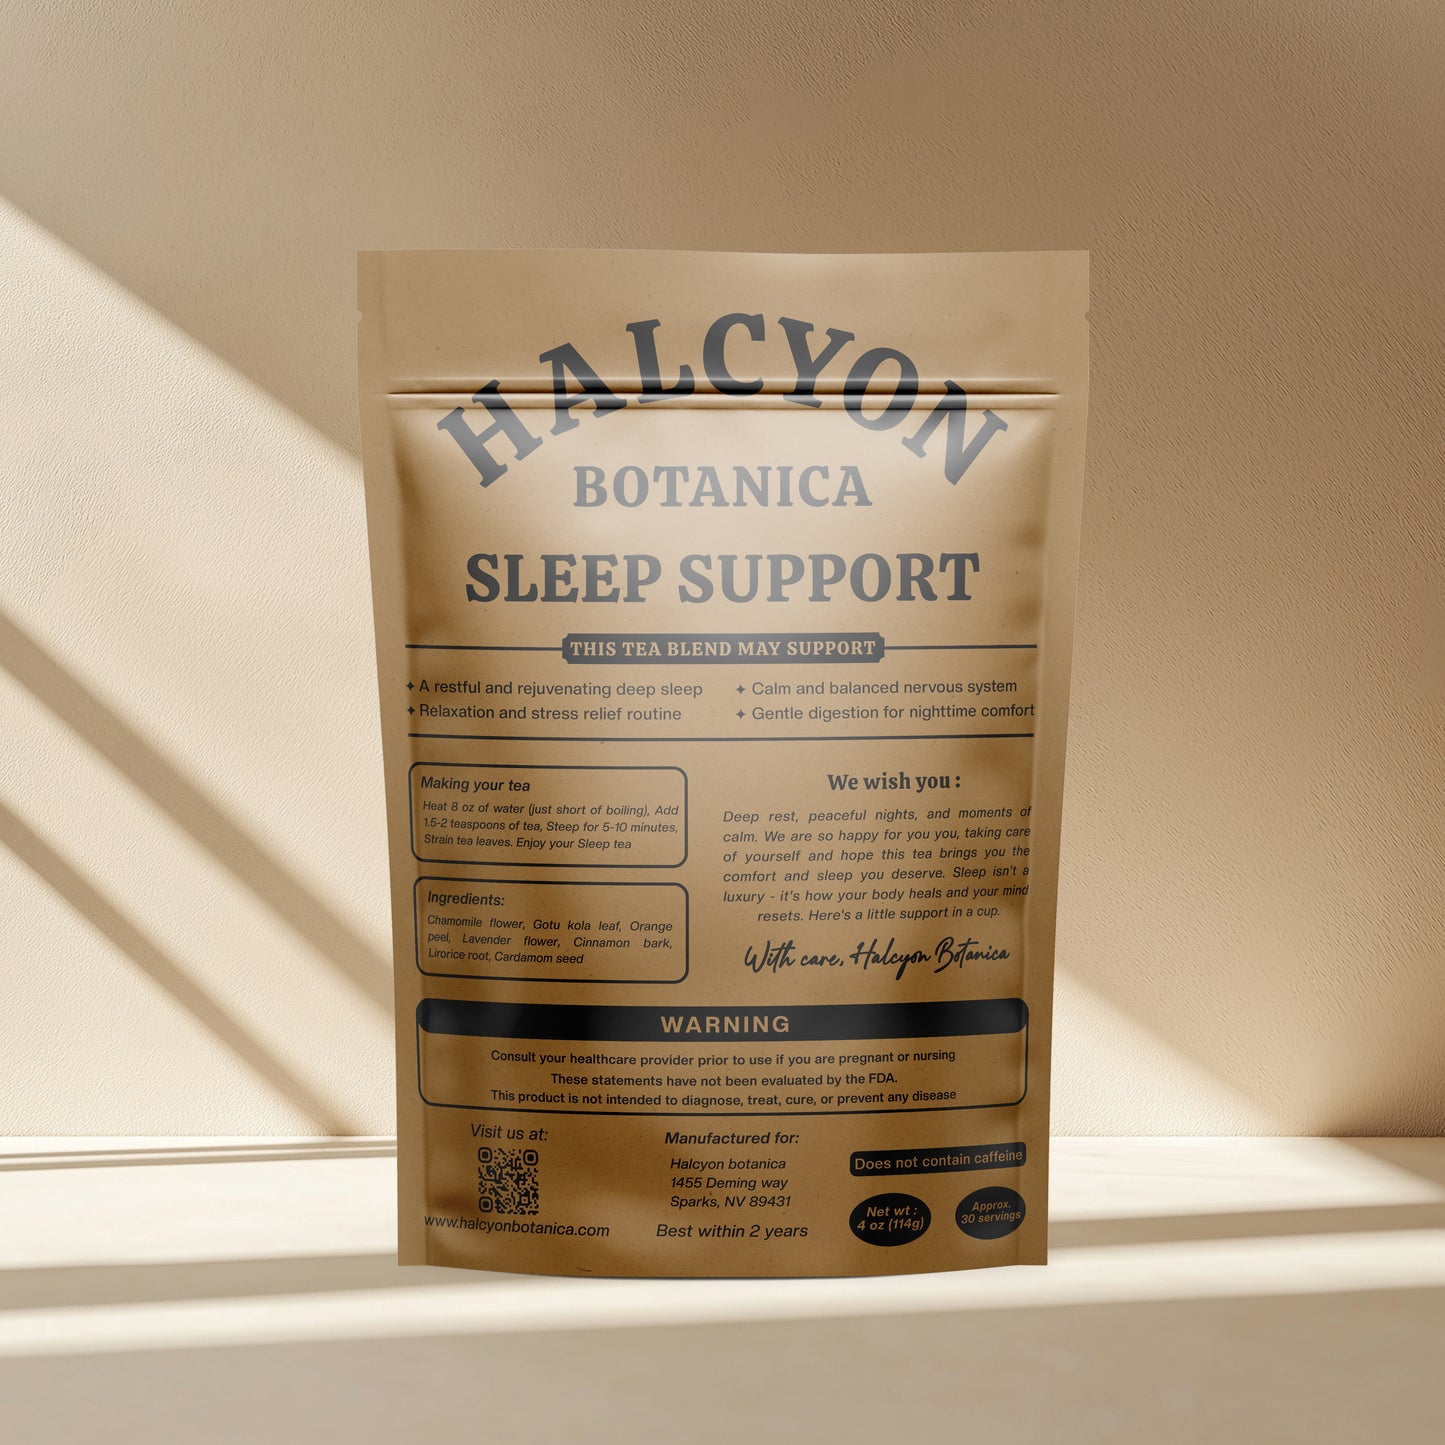 HALCYON
BOTANICA
SLEEP SUPPORT
THIS TEA BLEND MAY SUPPORT
✦ A restful and rejuvenating deep sleep
✦ Relaxation and stress relief routine
✦ Calm and balanced nervous system
✦ Gentle digestion for nighttime comfort
Making your tea
Heat 8 oz of water (just short of boiling), Add
1.5-2 teaspoons of tea, Steep for 5-10 minutes,
Strain tea leaves. Enjoy your Sleep tea
Ingredients:
Chamomile flower, Gotu kola leaf, Orange
peel, Lavender flower, Cinnamon bark,
Lirorice root, Cardamom seed
We wish you :
Deep rest, peaceful nights, and moments of
calm. We are so happy for you you, taking care
of yourself and hope this tea brings you the
comfort and sleep you deserve. Sleep isn't a
luxury - it's how your body heals and your mind
resets. Here's a little support in a cup.
With care, Halcyon Botanica
WARNING
Consult your healthcare provider prior to use if you are pregnant or nursing
These statements have not been evaluated by the FDA.
This product is not intended to diagnose, treat, cure, or prevent any disease
Visit us at:
www.halcyonbotanica.com
Manufactured for:
Halcyon botanica
1455 Deming way
Sparks, NV 89431
Best within 2 years
Does not contain caffeine
Net wt :
4 oz (114g)
Approx.
30 servings